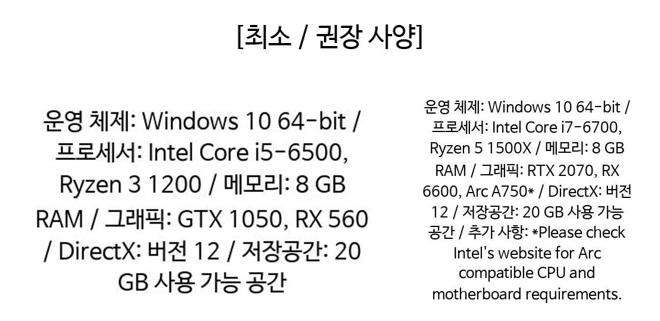 [최소 / 권장 사양]
운영 체제: Windows 10 64-bit /
프로세서: Intel Core i5-6500,
Ryzen 3 1200 / 메모리: 8 GB
RAM / 그래픽: GTX 1050, RX 560
/ DirectX: 버전 12 / 저장공간: 20
GB 사용 가능 공간
운영 체제: Windows 10 64-bit /
프로세서: Intel Core i7-6700,
Ryzen 5 1500X / 메모리: 8 GB
RAM / 그래픽: RTX 2070, RX
6600, Arc A750* / DirectX: 버전
12 / 저장공간: 20 GB 사용 가능
공간 / 추가 사항: *Please check
Intel's website for Arc
compatible CPU and
motherboard requirements.